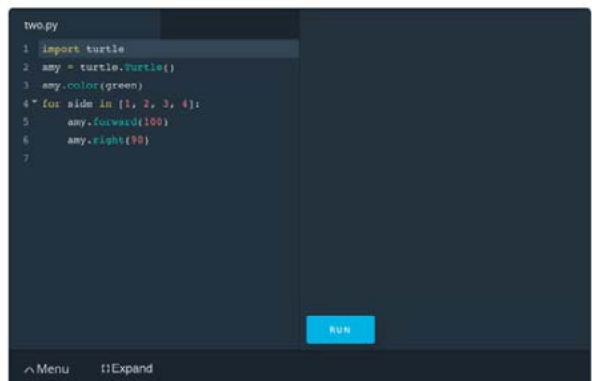 two.py
1 import turtle
2 amy = turtle.Turtle()
3 amy.color(green)
4 for side in [1, 2, 3, 4]:
5 amy.forward(100)
6 amy.right(90)
7
RUN
Menu Expand